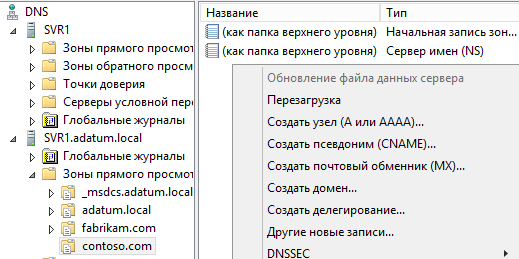 DNS
SVR1
Зоны прямого просмот
Зоны обратного просм
Точки доверия
Серверы условной пер
Глобальные журналы
SVR1.adatum.local
Глобальные журналы
Зоны прямого просмот
_msdcs.adatum.local
adatum.local
fabrikam.com
contoso.com
Название Тип
(как папка верхнего уровня) Начальная запись зон...
(как папка верхнего уровня) Сервер имен (NS)
Обновление файла данных сервера
Перезагрузка
Создать узел (A или AAAA)...
Создать псевдоним (CNAME)...
Создать почтовый обменник (MX)...
Создать домен...
Создать делегирование...
Другие новые записи...
DNSSEC